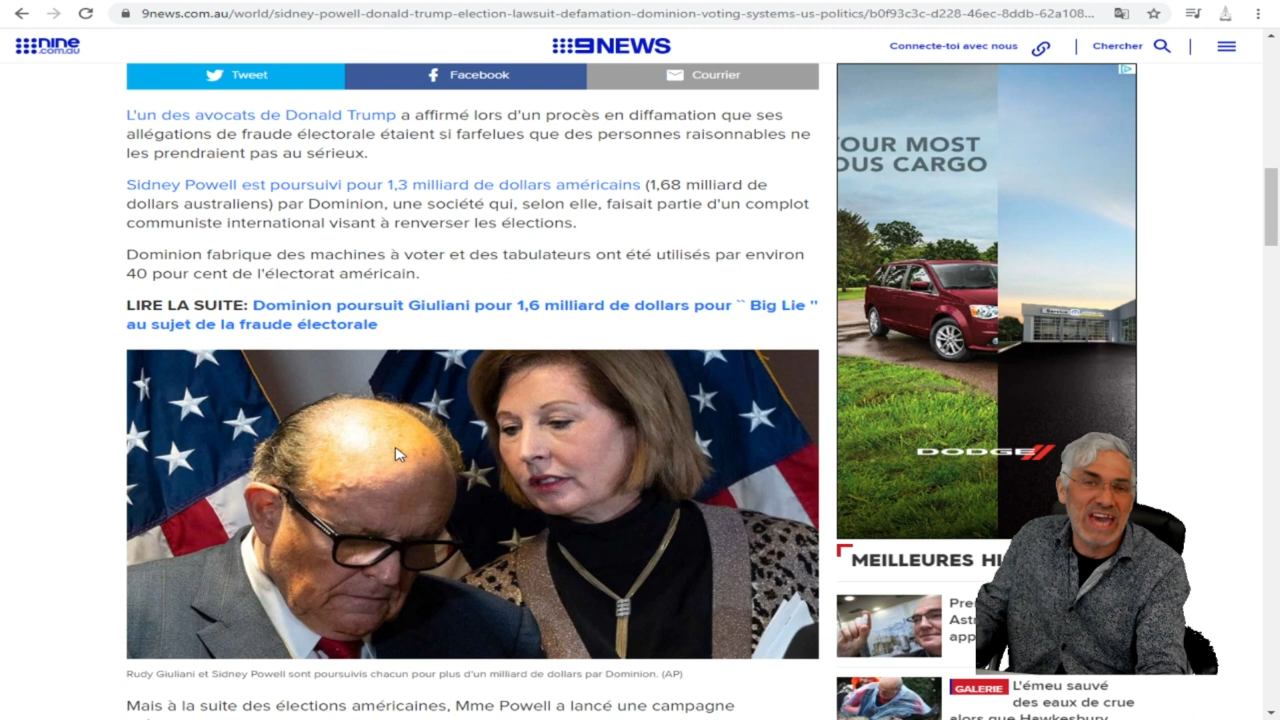 9news.com.au/world/sidney-powell-donald-trump-election-lawsuit-defamation-dominion-voting-systems-us-politics/b0f93c3c-d228-46ec-8ddb-62a108...
nine
.com.au
9NEWS
Connecte-toi avec nous
Chercher
Tweet
Facebook
Courrier
L'un des avocats de Donald Trump a affirmé lors d'un procès en diffamation que ses
allégations de fraude électorale étaient si farfelues que des personnes raisonnables ne
les prendraient pas au sérieux.
Sidney Powell est poursuivi pour 1,3 milliard de dollars américains (1,68 milliard de
dollars australiens) par Dominion, une société qui, selon elle, faisait partie d'un complot
communiste international visant à renverser les élections.
Dominion fabrique des machines à voter et des tabulateurs ont été utilisés par environ
40 pour cent de l'électorat américain.
LIRE LA SUITE: Dominion poursuit Giuliani pour 1,6 milliard de dollars pour `` Big Lie ''
au sujet de la fraude électorale
Rudy Giuliani et Sidney Powell sont poursuivis chacun pour plus d'un milliard de dollars par Dominion. (AP)
Mais à la suite des élections américaines, Mme Powell a lancé une campagne
OUR MOST
OUS CARGO
DODGE
MEILLEURES HI
Pre
Ast
app
GALERIE L'émeu sauvé
des eaux de crue
alors que Hawkesbury